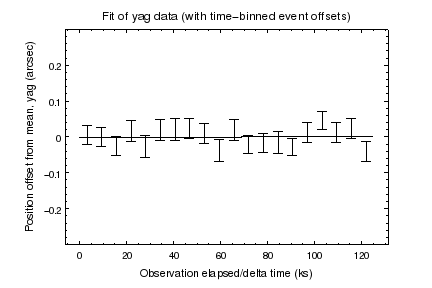 Fit of yag data (with time-binned event offsets)
Position offset from mean, yag (arcsec)
0.2
0.1
0
-0.1
-0.2
0 20 40 60 80 100 120
Observation elapsed/delta time (ks)